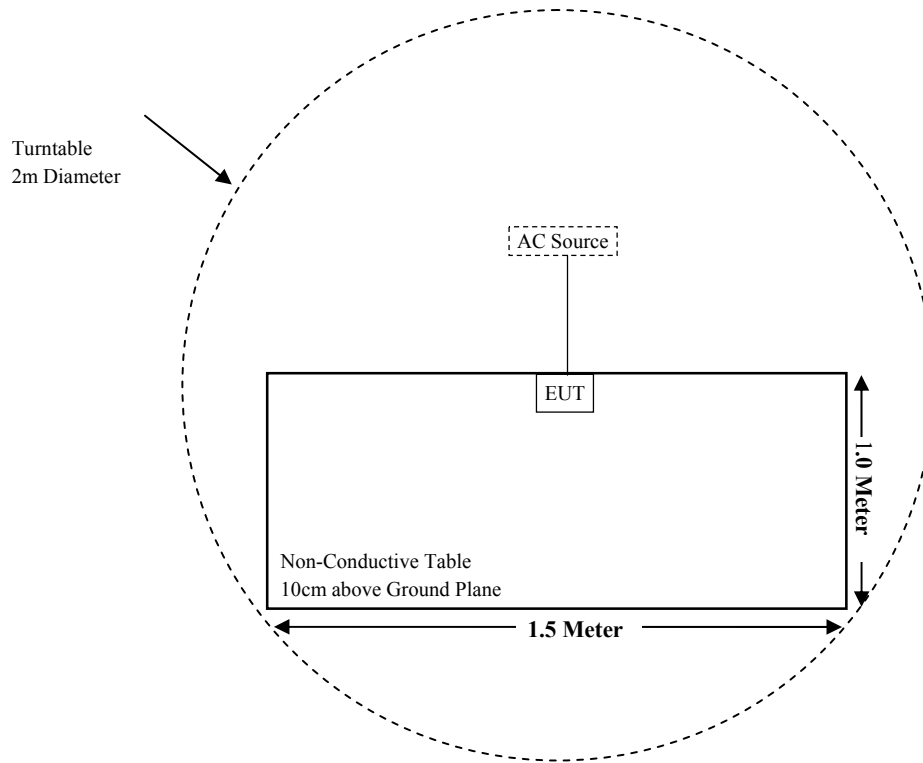 Turntable
2m Diameter
AC Source
EUT
1.0 Meter
Non-Conductive Table
10cm above Ground Plane
1.5 Meter